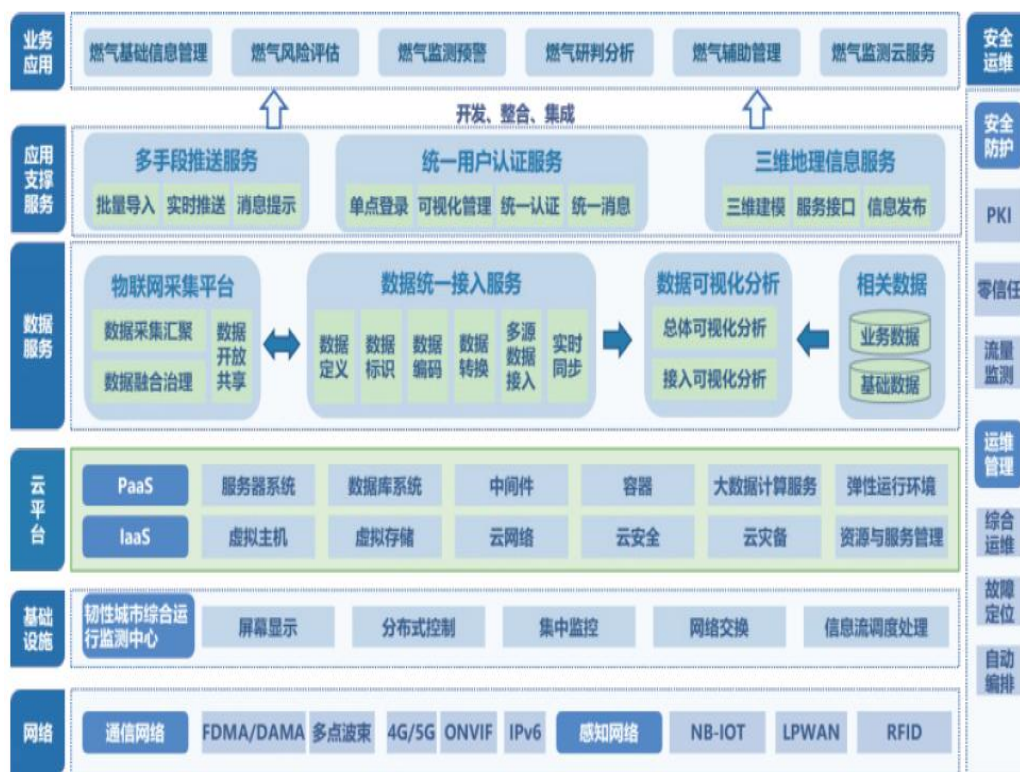 业务
应用
燃气基础信息管理
燃气风险评估
燃气监测预警
燃气研判分析
燃气辅助管理
燃气监测云服务
开发、整合、集成
应用
支撑
服务
多手段推送服务
批量导入
实时推送
消息提示
统一用户认证服务
单点登录
可视化管理
统一认证
统一消息
三维地理信息服务
三维建模
服务接口
信息发布
数据
服务
物联网采集平台
数据采集汇聚
数据融合治理
数据
开放
共享
数据统一接入服务
数据
定义
数据
标识
数据
编码
数据
转换
多源
数据
接入
实时
同步
数据可视化分析
总体可视化分析
接入可视化分析
相关数据
业务数据
基础数据
云
平
台
PaaS
服务器系统
数据库系统
中间件
容器
大数据计算服务
弹性运行环境
IaaS
虚拟主机
虚拟存储
云网络
云安全
云灾备
资源与服务管理
基础
设施
韧性城市综合运
行监测中心
屏幕显示
分布式控制
集中监控
网络交换
信息流调度处理
网络
通信网络
FDMA/DAMA
多点波束
4G/5G
ONVIF
IPv6
感知网络
NB-IOT
LPWAN
RFID
安全
运维
安全
防护
PKI
零信任
流量
监测
运维
管理
综合
运维
故障
定位
自动
编排